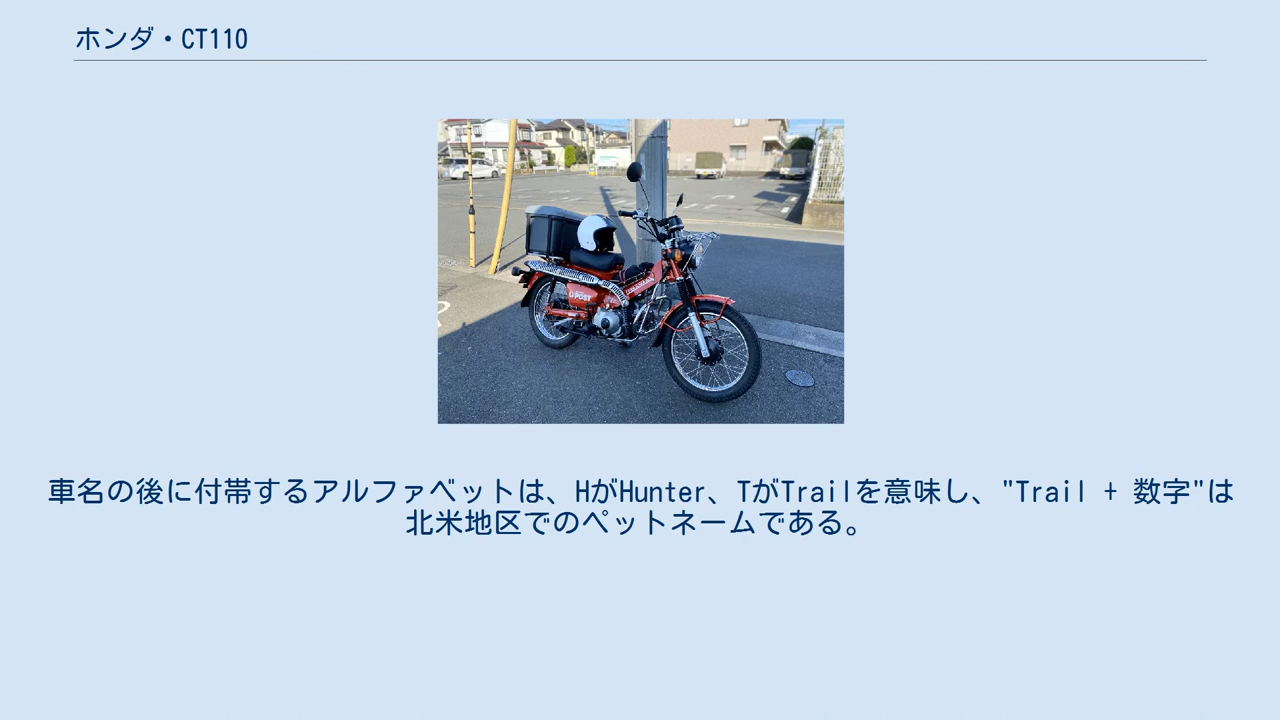 ホンダ・CT110
車名の後に付帯するアルファベットは、HがHunter、TがTrailを意味し、"Trail + 数字"は
北米地区でのペットネームである。